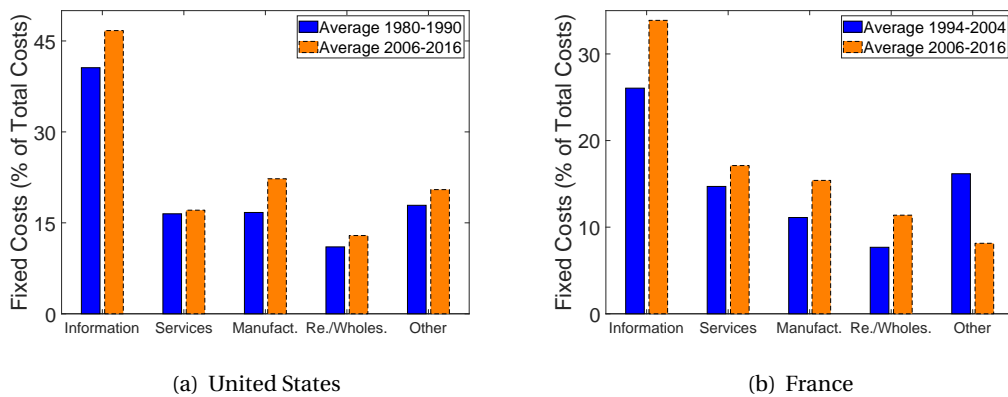 Fixed Costs (% of Total Costs)
45
30
15
0
Average 1980-1990
Average 2006-2016
Information Services Manufact. Re./Wholes. Other
(a) United States
Fixed Costs (% of Total Costs)
30
20
10
0
Average 1994-2004
Average 2006-2016
Information Services Manufact. Re./Wholes. Other
(b) France